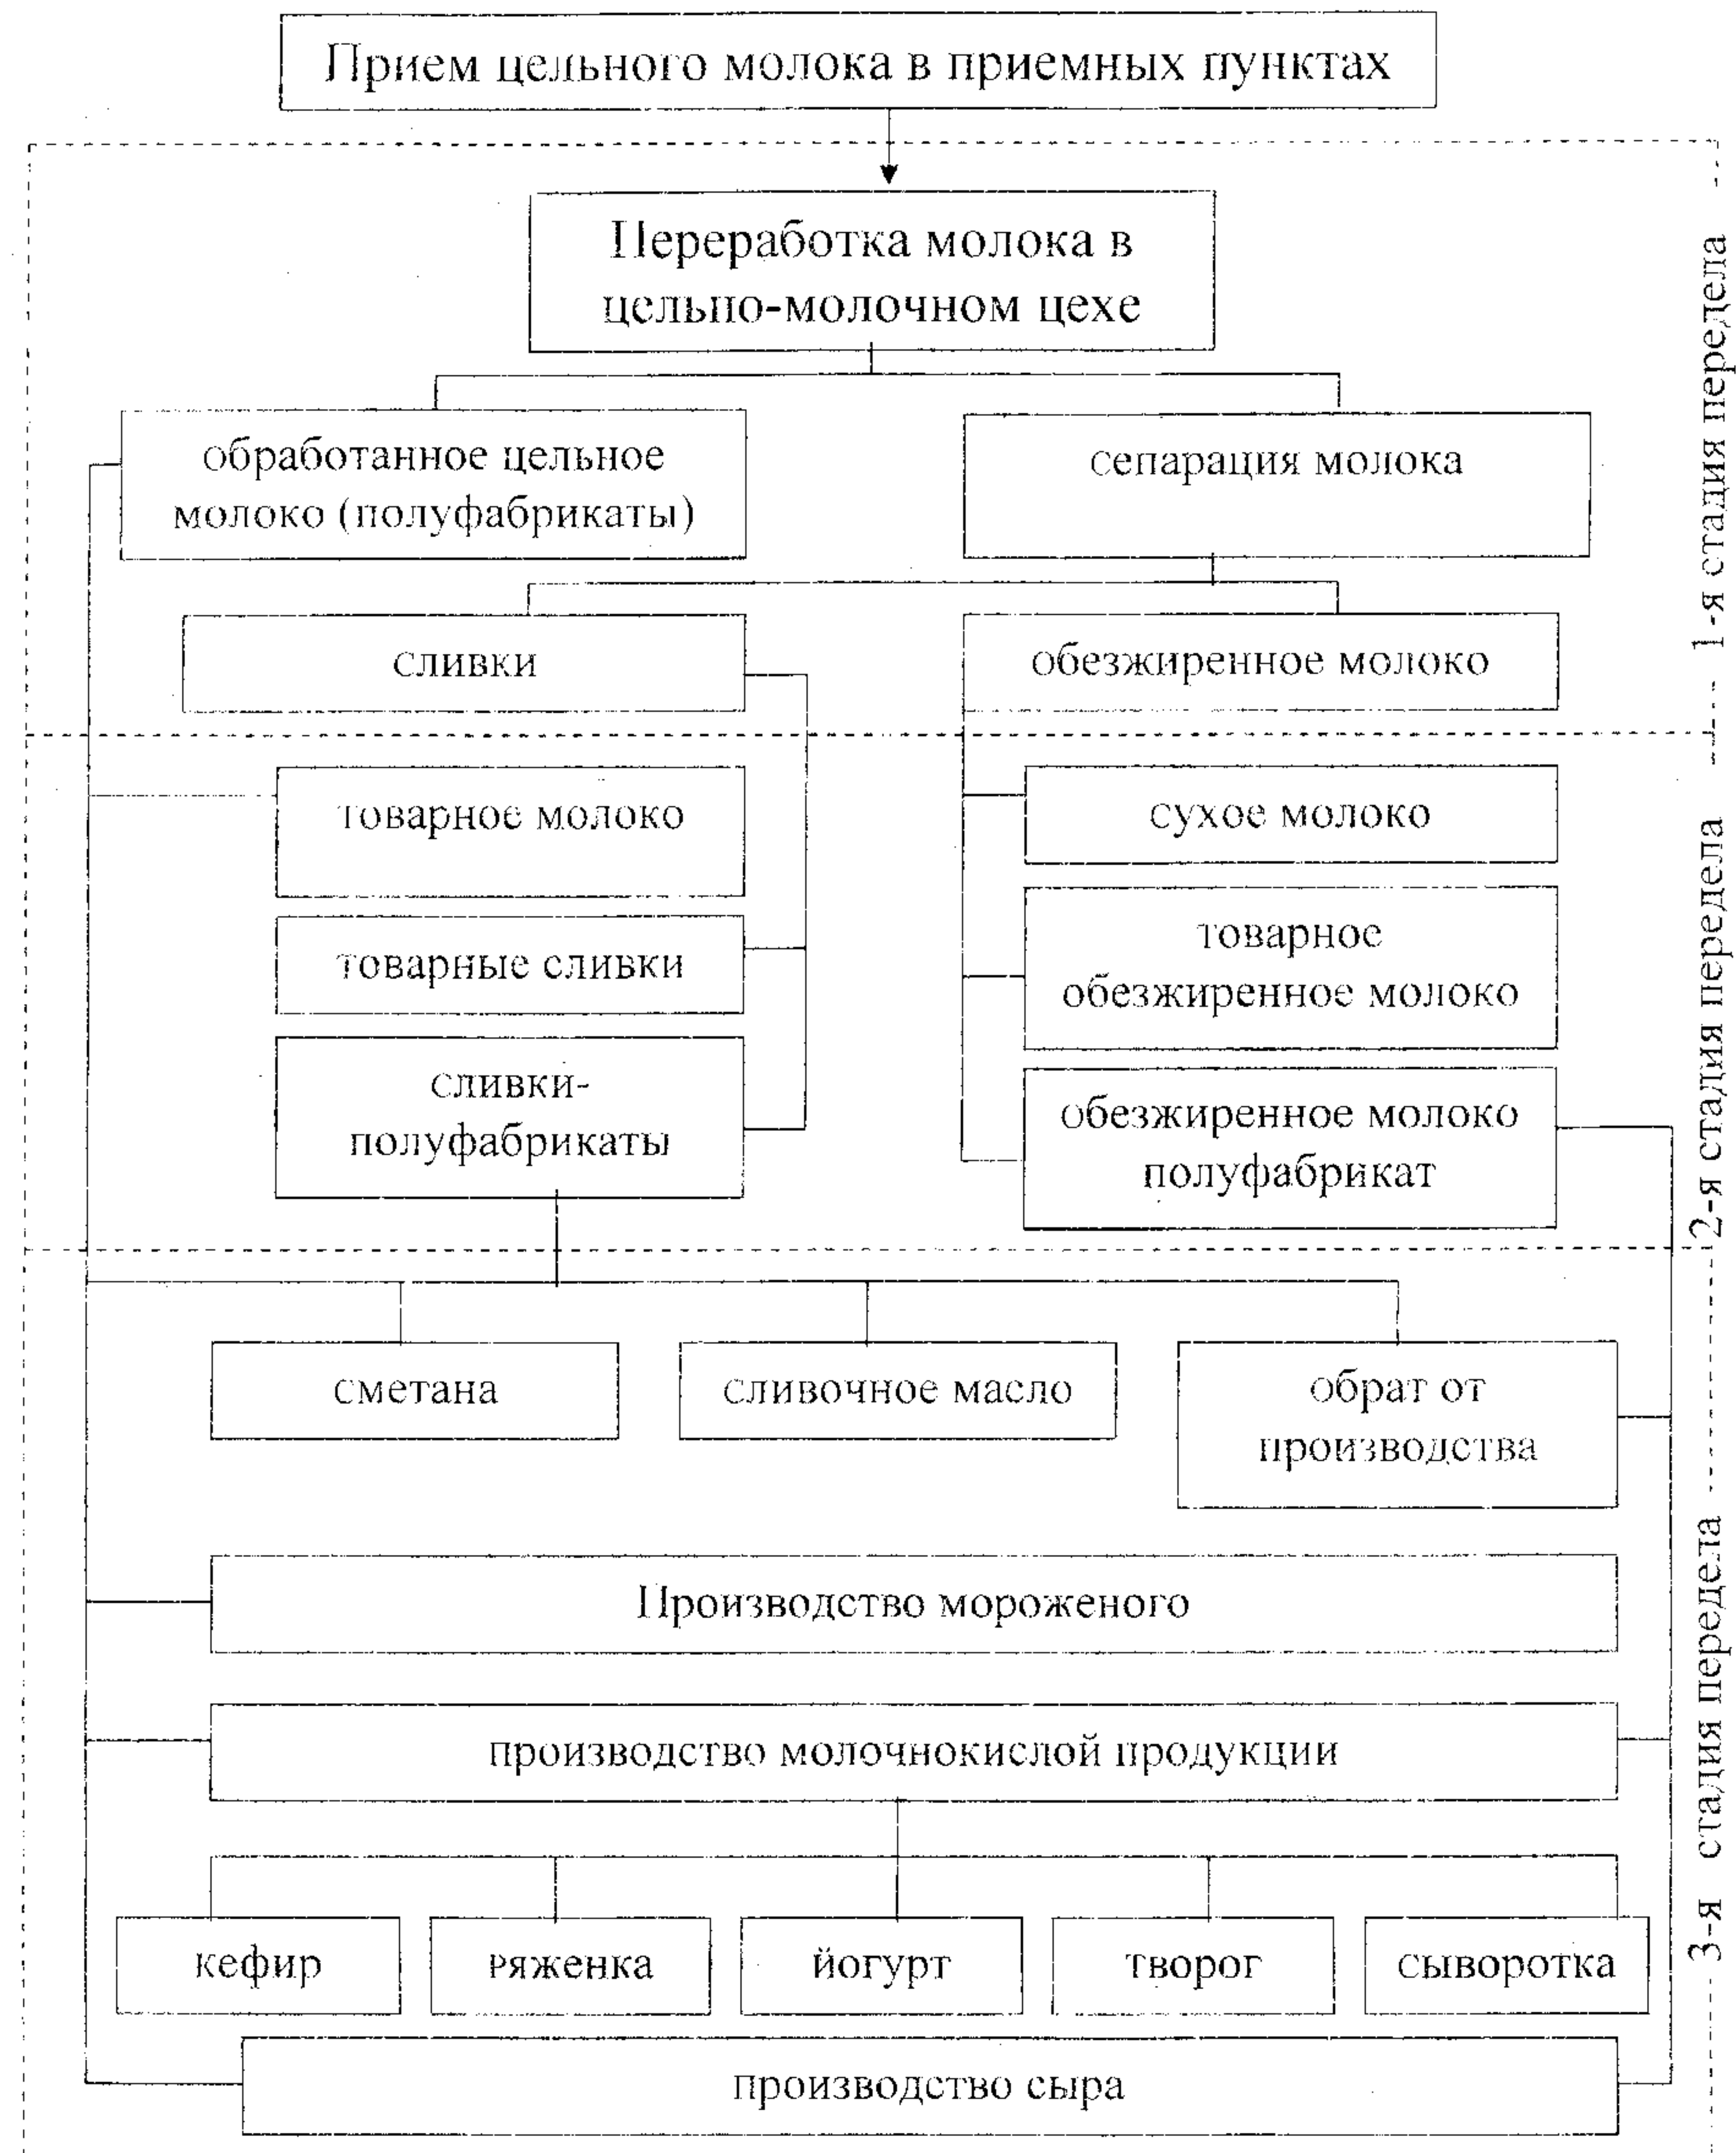 Прием цельного молока в приемных пунктах
Переработка молока в
цельно-молочном цехе
обработанное цельное
молоко (полуфабрикаты)
сепарация молока
сливки
обезжиренное молоко
1-я стадия передела
товарное молоко
сухое молоко
товарные сливки
товарное
обезжиренное молоко
сливки-
полуфабрикаты
обезжиренное молоко
полуфабрикат
2-я стадия передела
сметана
сливочное масло
обрат от
производства
Производство мороженого
производство молочнокислой продукции
кефир
ряженка
йогурт
творог
сыворотка
производство сыра
3-я стадия передела